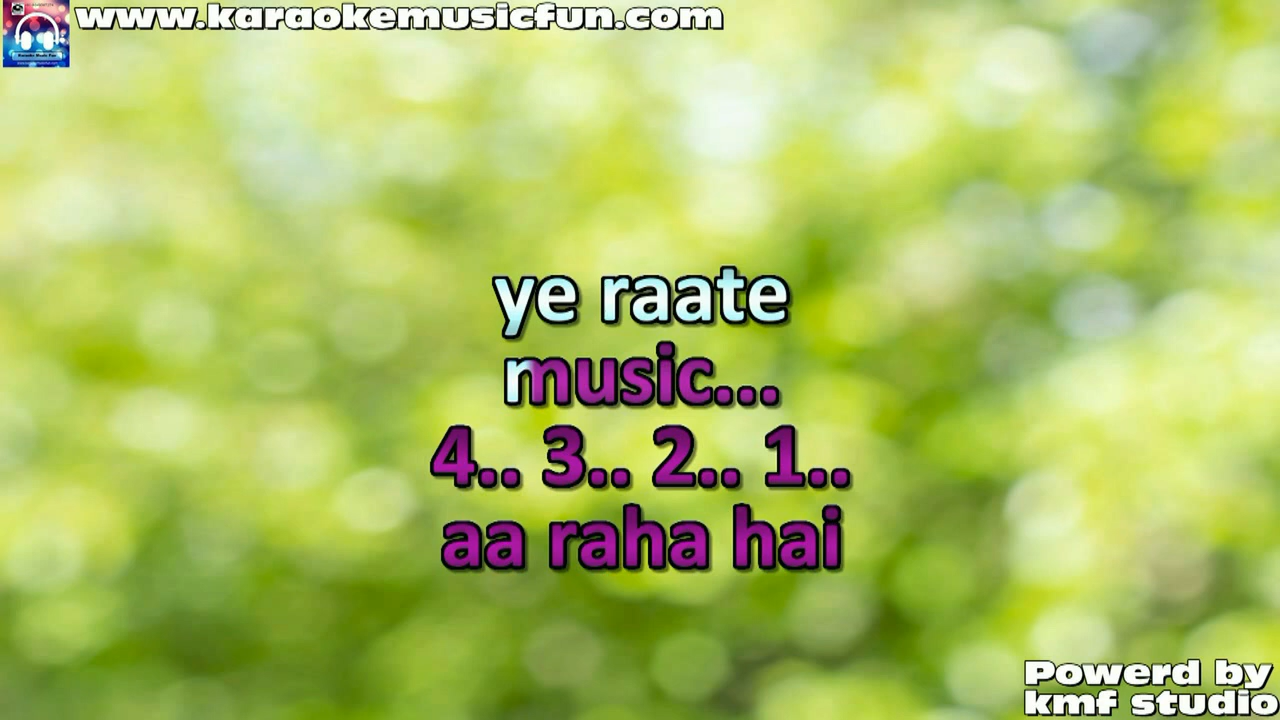 www.karaokemusicfun.com
ye raate
music...
4.. 3.. 2.. 1..
aa raha hai
Powerd by
kmf studio